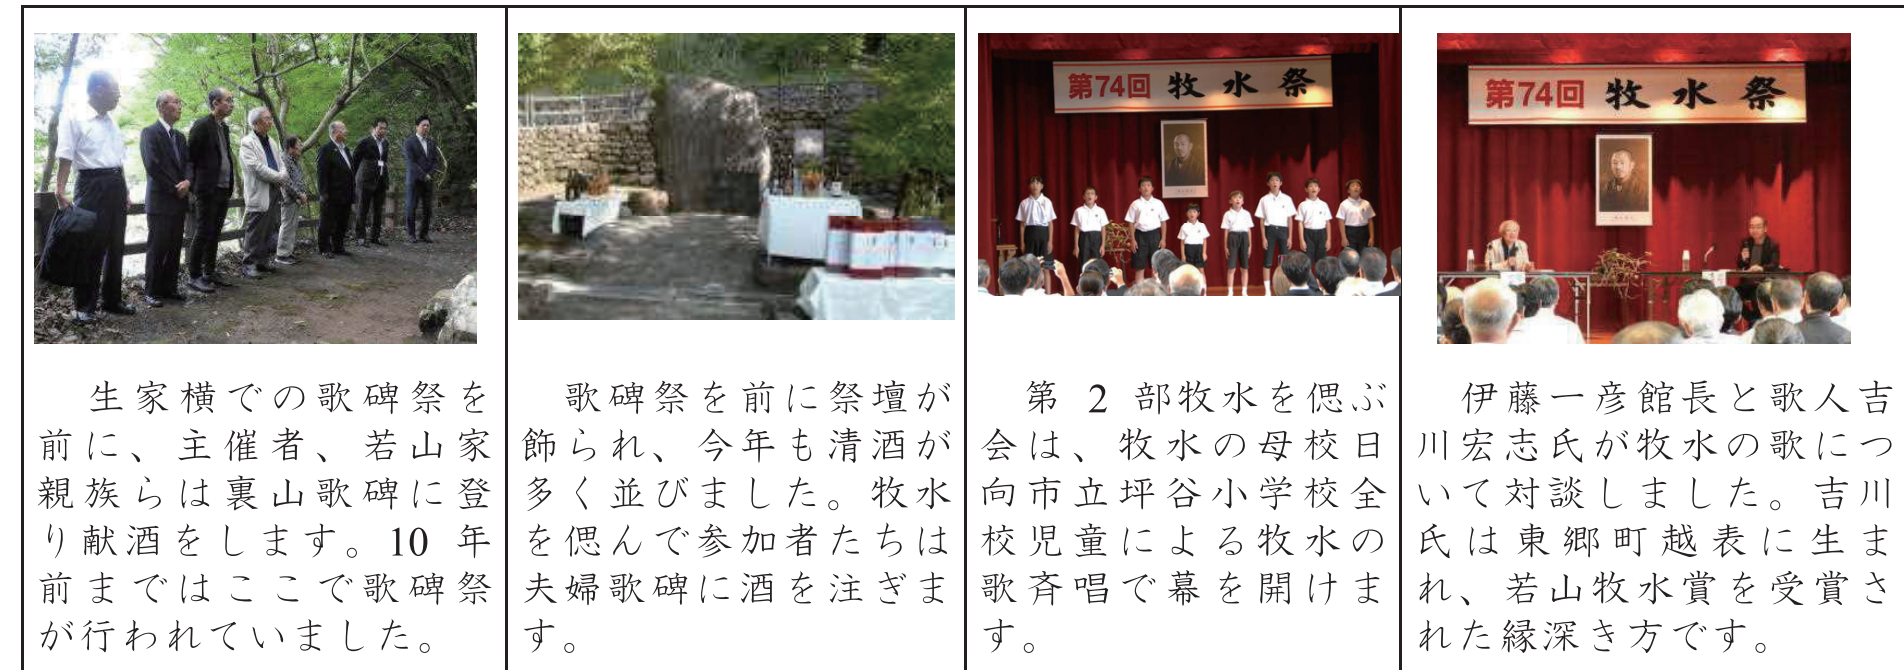 第74回 牧水祭
第74回 牧水祭
生家横での歌碑祭を
前に、主催者、若山家
親族らは裏山歌碑に登
り献酒をします。10 年
前まではここで歌碑祭
が行われていました。
歌碑祭を前に祭壇が
飾られ、今年も清酒が
多く並びました。牧水
を偲んで参加者たちは
夫婦歌碑に酒を注ぎま
す。
第 2 部牧水を偲ぶ
会は、牧水の母校日
向市立坪谷小学校全
校児童による牧水の
歌斉唱で幕を開けま
す。
伊藤一彦館長と歌人吉
川宏志氏が牧水の歌につ
いて対談しました。吉川
氏は東郷町越表に生ま
れ、若山牧水賞を受賞さ
れた縁深き方です。